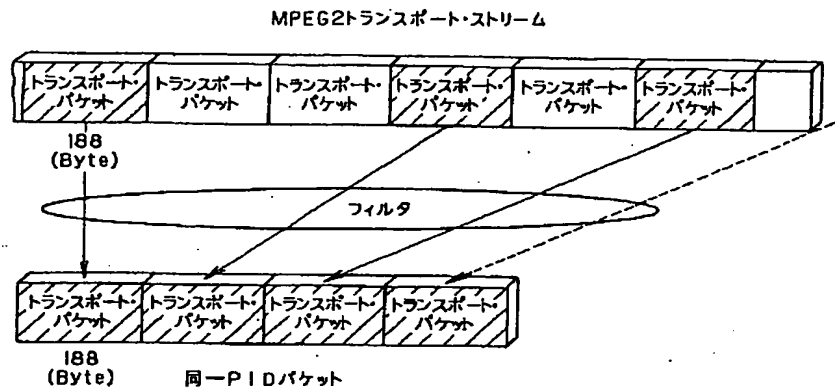 MPEG2トランスポート・ストリーム
トランスポート・ トランスポート・ トランスポート・ トランスポート・ トランスポート・ トランスポート・
パケット パケット パケット パケット パケット パケット
188
(Byte)
フィルタ
トランスポート・ トランスポート・ トランスポート・ トランスポート・
パケット パケット パケット パケット
188
(Byte)
同一PIDパケット